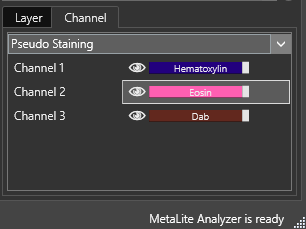 Layer Channel
Pseudo Staining
Channel 1 Hematoxylin
Channel 2 Eosin
Channel 3 Dab
MetaLite Analyzer is ready